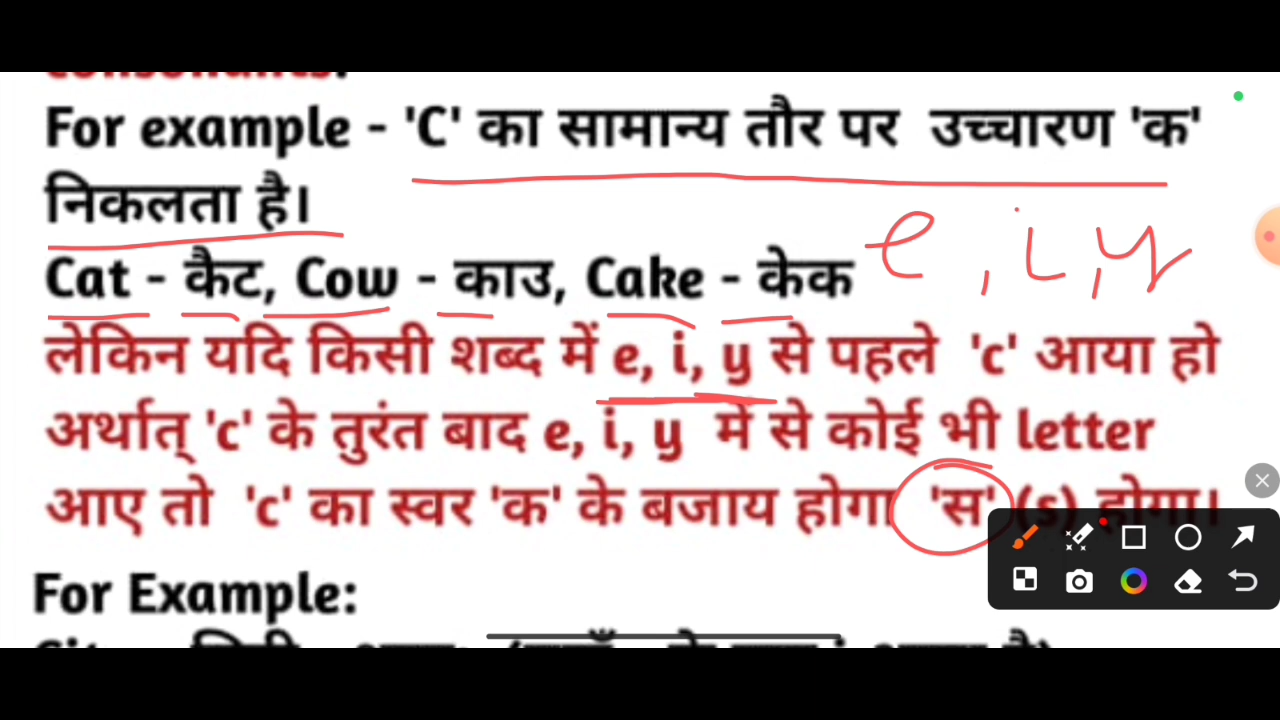 consonants.
For example - 'C' का सामान्य तौर पर उच्चारण 'क'
निकलता है।
e, i, y
Cat - कैट, Cow - काउ, Cake - केक
लेकिन यदि किसी शब्द में e, i, y से पहले 'c' आया हो
अर्थात् 'c' के तुरंत बाद e, i, y में से कोई भी letter
आए तो 'c' का स्वर 'क' के बजाय होगा 'स' (s) होगा।
For Example: